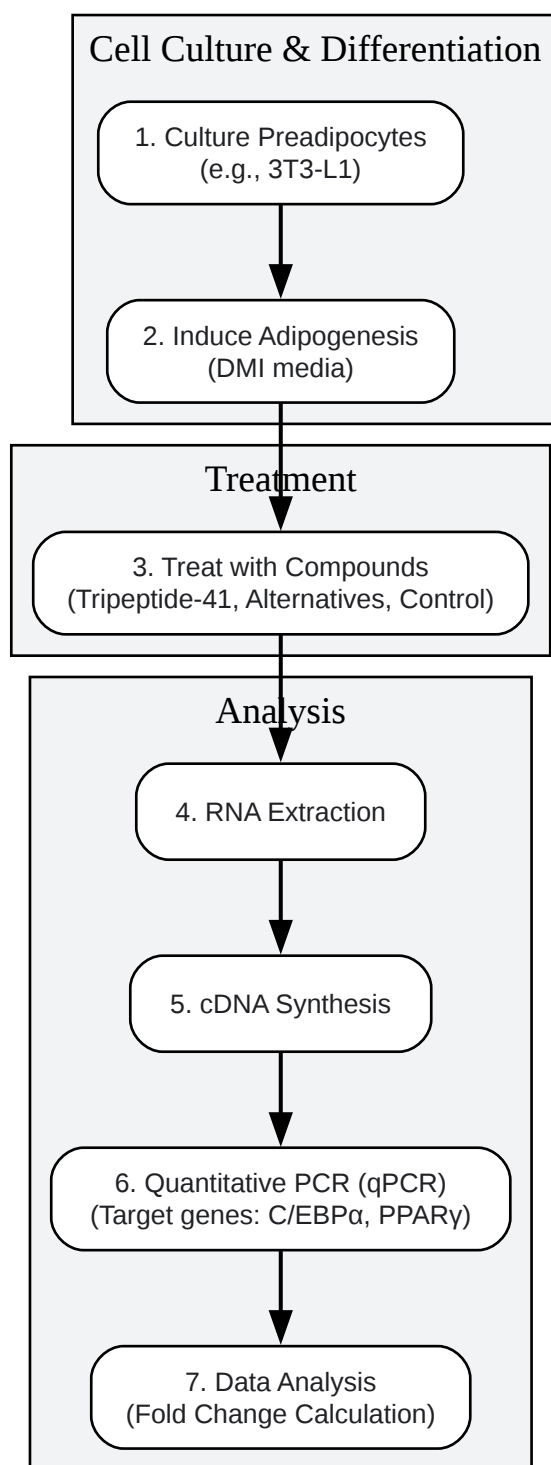 Cell Culture & Differentiation
1. Culture Preadipocytes
(e.g., 3T3-L1)
2. Induce Adipogenesis
(DMI media)
Treatment
3. Treat with Compounds
(Tripeptide-41, Alternatives, Control)
Analysis
4. RNA Extraction
5. cDNA Synthesis
6. Quantitative PCR (qPCR)
(Target genes: C/EBPα, PPARγ)
7. Data Analysis
(Fold Change Calculation)